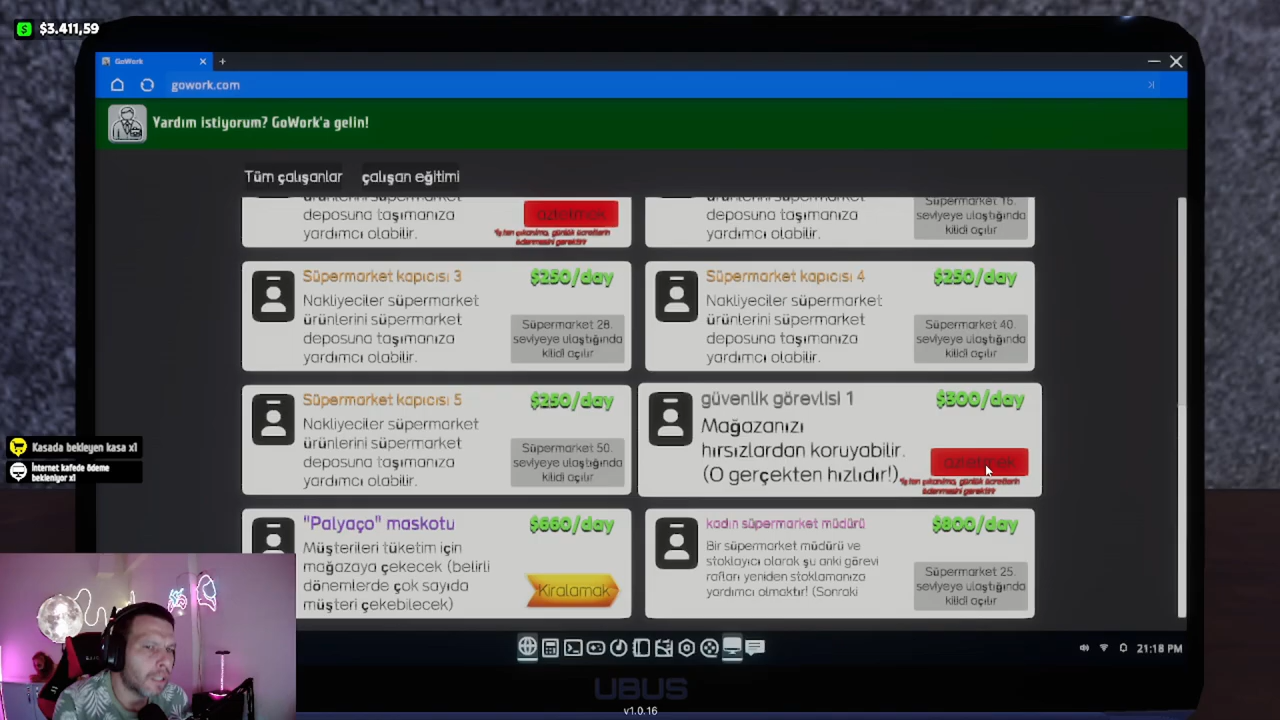 $3.411,59
GoWork
gowork.com
Yardım istiyorum? GoWork'a gelin!
Tüm çalışanlar çalışan eğitimi
deposuna taşımanıza
yardımcı olabilir.
azletmek
Süpermarket 16.
deposuna taşımanıza
yardımcı olabilir.
seviyeye ulaştığında
kilidi açılır
Süpermarket kapıcısı 3
$250/day
Nakliyeciler süpermarket
ürünlerini süpermarket
deposuna taşımanıza
yardımcı olabilir.
Süpermarket 28.
seviyeye ulaştığında
kilidi açılır
Süpermarket kapıcısı 4
$250/day
Nakliyeciler süpermarket
ürünlerini süpermarket
deposuna taşımanıza
yardımcı olabilir.
Süpermarket 40.
seviyeye ulaştığında
kilidi açılır
Süpermarket kapıcısı 5
$250/day
Nakliyeciler süpermarket
ürünlerini süpermarket
deposuna taşımanıza
yardımcı olabilir.
Süpermarket 50.
seviyeye ulaştığında
kilidi açılır
güvenlik görevlisi 1
$300/day
Mağazanızı
hırsızlardan koruyabilir.
(O gerçekten hızlıdır!)
azletmek
"Palyaço" maskotu
$660/day
Müşterileri tüketim için
mağazaya çekecek (belirli
dönemlerde çok sayıda
müşteri çekebilecek)
Kiralamak
kadın süpermarket müdürü
$800/day
Bir süpermarket müdürü ve
stoklayıcı olarak şu anki görevi
rafları yeniden stoklamanıza
yardımcı olmaktır! (Sonraki
Süpermarket 25.
seviyeye ulaştığında
kilidi açılır
Kasada bekleyen kasa x1
İnternet kafede ödeme
bekleniyor x1
21:18 PM
UBUS
v1.0.16